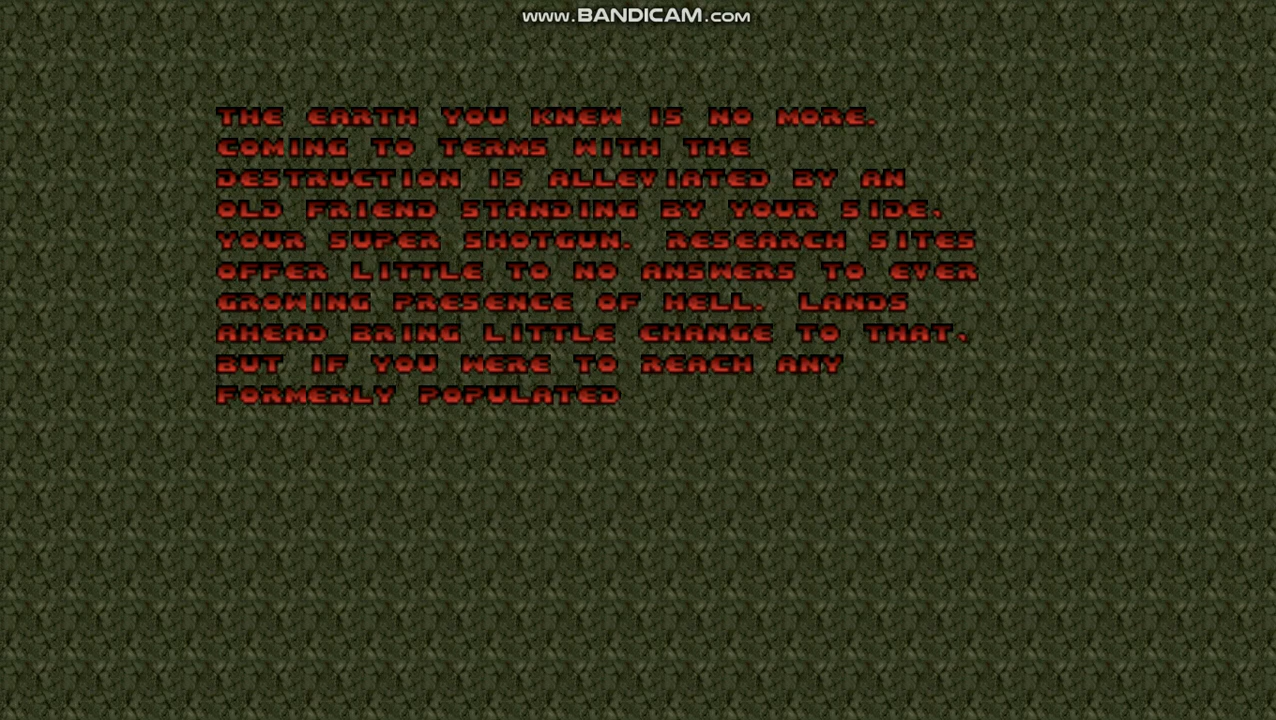 www.BANDICAM.com
THE EARTH YOU KNEW IS NO MORE.
COMING TO TERMS WITH THE
DESTRUCTION IS ALLEVIATED BY AN
OLD FRIEND STANDING BY YOUR SIDE,
YOUR SUPER SHOTGUN. RESEARCH SITES
OFFER LITTLE TO NO ANSWERS TO EVER
GROWING PRESENCE OF HELL. LANDS
AHEAD BRING LITTLE CHANGE TO THAT,
BUT IF YOU WERE TO REACH ANY
FORMERLY POPULATED